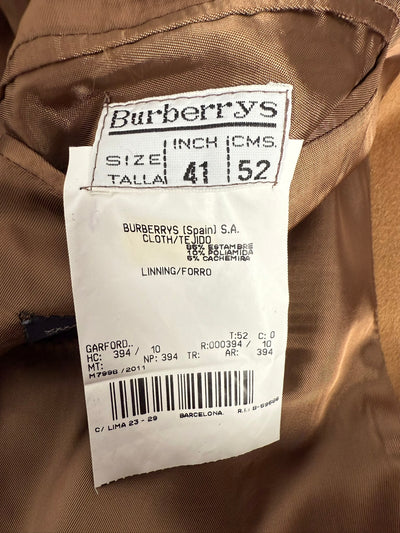 Burberrys
SIZE INCH CMS.
TALLA 41 52
BURBERRYS (Spain) S.A.
CLOTH/TEJIDO
85% ESTAMBRE
10% POLIAMIDA
5% CACHEMIRA
LINNING/FORRO
T:52 C: 0
GARFORD.. R:000394 / 10
HC: 394 / 10 NP: 394 TR: AR: 394
MT:
M7998 / 2011
C/ LIMA 23 - 29 BARCELONA R.I.: